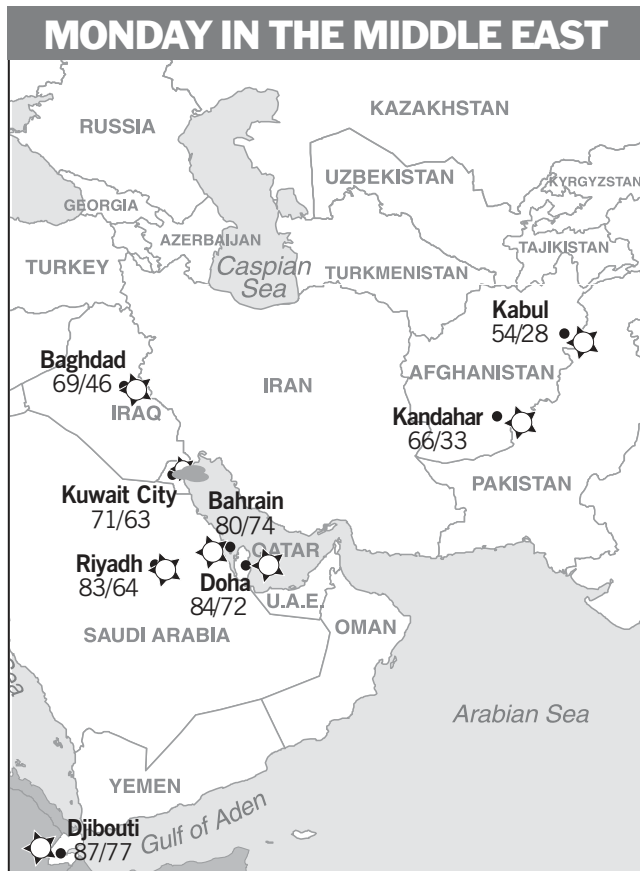 MONDAY IN THE MIDDLE EAST
KAZAKHSTAN
RUSSIA
UZBEKISTAN
KYRGYZSTAN
GEORGIA
AZERBAIJAN
TAJIKISTAN
TURKEY
Caspian
Sea
TURKMENISTAN
Kabul
54/28
Baghdad
69/46
IRAN
AFGHANISTAN
IRAQ
Kandahar
66/33
PAKISTAN
Kuwait City
71/63
Bahrain
80/74
QATAR
Riyadh
83/64
Doha
84/72
U.A.E.
SAUDI ARABIA
OMAN
Sea
Arabian Sea
YEMEN
Gulf of Aden
Djibouti
87/77